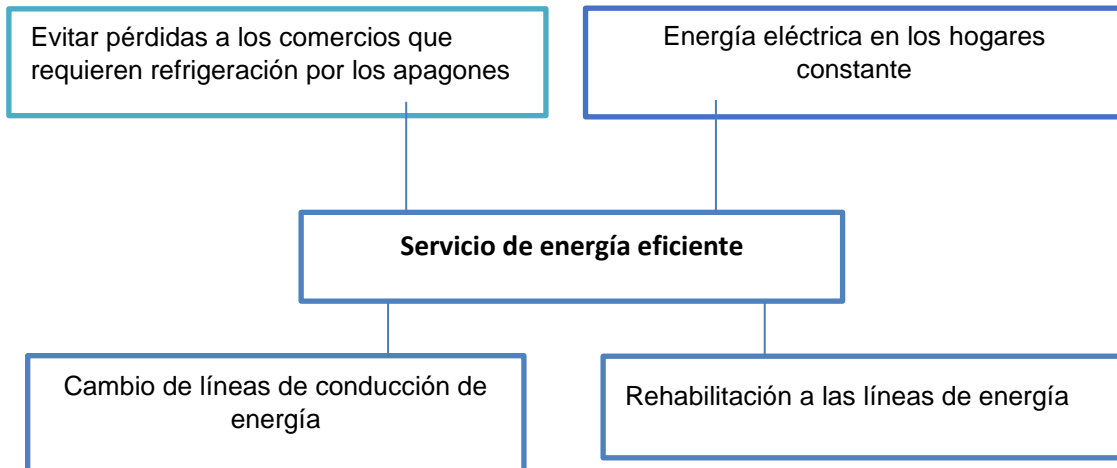 Evitar pérdidas a los comercios que
requieren refrigeración por los apagones
Energía eléctrica en los hogares
constante
Servicio de energía eficiente
Cambio de líneas de conducción de
energía
Rehabilitación a las líneas de energía